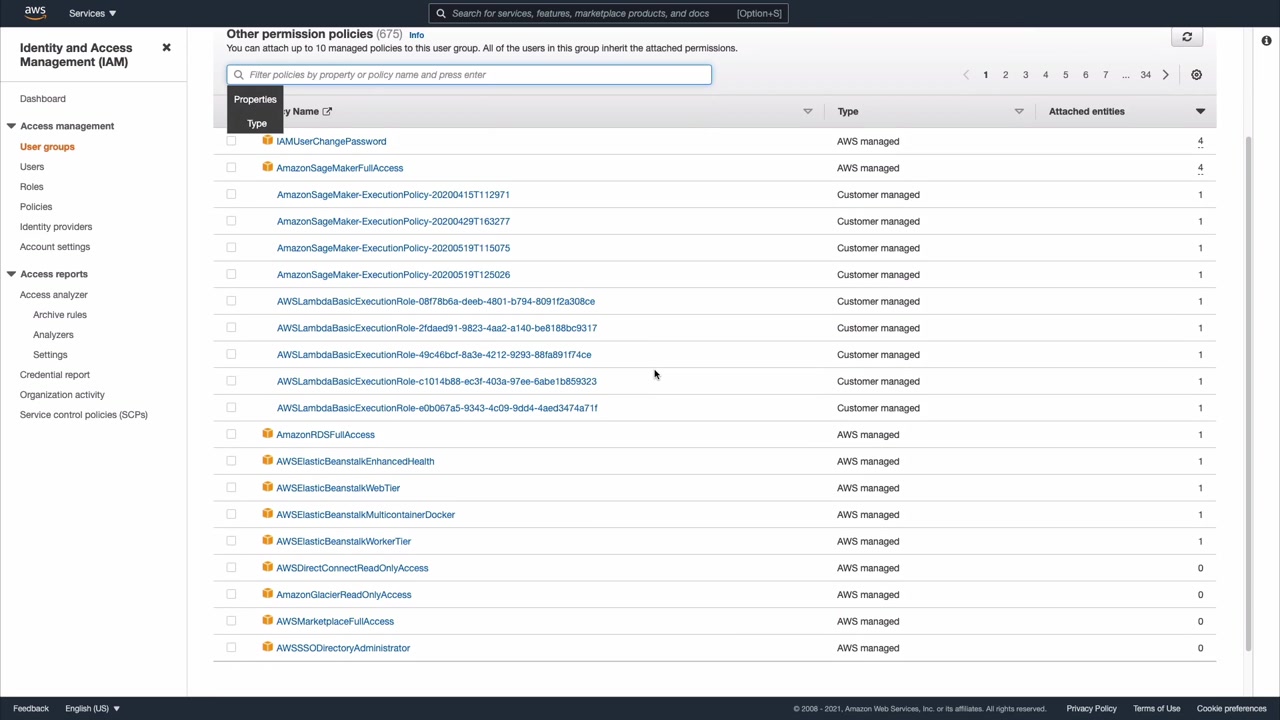 aws
Services
Search for services, features, marketplace products, and docs [Option+S]
Identity and Access Management (IAM)
Dashboard
Access management
User groups
Users
Roles
Policies
Identity providers
Account settings
Access reports
Access analyzer
Archive rules
Analyzers
Settings
Credential report
Organization activity
Service control policies (SCPs)
Other permission policies (675) Info
You can attach up to 10 managed policies to this user group. All of the users in this group inherit the attached permissions.
Filter policies by property or policy name and press enter
1 2 3 4 5 6 7 ... 34
Properties
Type
cy Name Type Attached entities
IAMUserChangePassword AWS managed 4
AmazonSageMakerFullAccess AWS managed 4
AmazonSageMaker-ExecutionPolicy-20200415T112971 Customer managed 1
AmazonSageMaker-ExecutionPolicy-20200429T163277 Customer managed 1
AmazonSageMaker-ExecutionPolicy-20200519T115075 Customer managed 1
AmazonSageMaker-ExecutionPolicy-20200519T125026 Customer managed 1
AWSLambdaBasicExecutionRole-08f78b6a-deeb-4801-b794-8091f2a308ce Customer managed 1
AWSLambdaBasicExecutionRole-2fdaed91-9823-4aa2-a140-be8188bc9317 Customer managed 1
AWSLambdaBasicExecutionRole-49c46bcf-8a3e-4212-9293-88fa891f74ce Customer managed 1
AWSLambdaBasicExecutionRole-c1014b88-ec3f-403a-97ee-6abe1b859323 Customer managed 1
AWSLambdaBasicExecutionRole-e0b067a5-9343-4c09-9dd4-4aed3474a71f Customer managed 1
AmazonRDSFullAccess AWS managed 1
AWSElasticBeanstalkEnhancedHealth AWS managed 1
AWSElasticBeanstalkWebTier AWS managed 1
AWSElasticBeanstalkMulticontainerDocker AWS managed 1
AWSElasticBeanstalkWorkerTier AWS managed 1
AWSDirectConnectReadOnlyAccess AWS managed 0
AmazonGlacierReadOnlyAccess AWS managed 0
AWSMarketplaceFullAccess AWS managed 0
AWSSSODirectoryAdministrator AWS managed 0
Feedback English (US) © 2008 - 2021, Amazon Web Services, Inc. or its affiliates. All rights reserved. Privacy Policy Terms of Use Cookie preferences